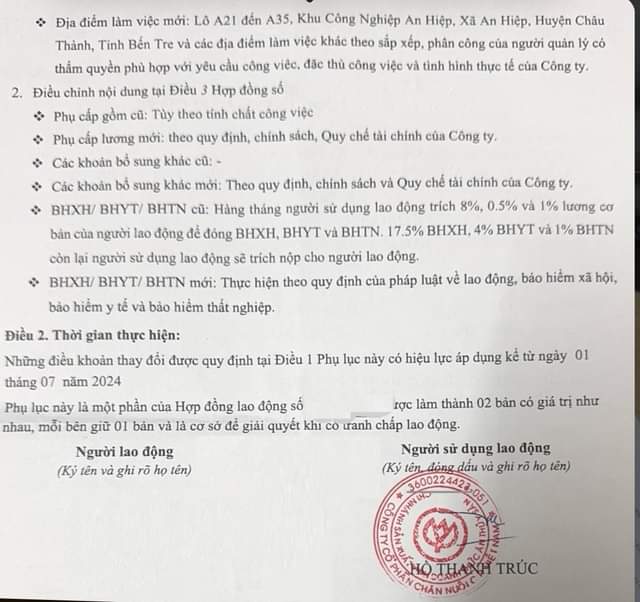 ❖ Địa điểm làm việc mới: Lô A21 đến A35, Khu Công Nghiệp An Hiệp, Xã An Hiệp, Huyện Châu
Thành, Tỉnh Bến Tre và các địa điểm làm việc khác theo sắp xếp, phân công của người quản lý có
thẩm quyền phù hợp với yêu cầu công việc, đặc thù công việc và tình hình thực tế của Công ty.
2. Điều chỉnh nội dung tại Điều 3 Hợp đồng số
❖ Phụ cấp gồm cũ: Tùy theo tính chất công việc
❖ Phụ cấp lương mới: theo quy định, chính sách, Quy chế tài chính của Công ty.
❖ Các khoản bổ sung khác cũ: -
❖ Các khoản bổ sung khác mới: Theo quy định, chính sách và Quy chế tài chính của Công ty.
❖ BHXH/ BHYT/ BHTN cũ: Hàng tháng người sử dụng lao động trích 8%, 0.5% và 1% lương cơ
bản của người lao động để đóng BHXH, BHYT và BHTN. 17.5% BHXH, 4% BHYT và 1% BHTN
còn lại người sử dụng lao động sẽ trích nộp cho người lao động.
❖ BHXH/ BHYT/ BHTN mới: Thực hiện theo quy định của pháp luật về lao động, bảo hiểm xã hội,
bảo hiểm y tế và bảo hiểm thất nghiệp.
Điều 2. Thời gian thực hiện:
Những điều khoản thay đổi được quy định tại Điều 1 Phụ lục này có hiệu lực áp dụng kể từ ngày 01
tháng 07 năm 2024
Phụ lục này là một phần của Hợp đồng lao động số ược làm thành 02 bản có giá trị như
nhau, mỗi bên giữ 01 bản và là cơ sở để giải quyết khi có tranh chấp lao động.
Người lao động Người sử dụng lao động
(Ký tên và ghi rõ họ tên) (Ký tên, đóng dấu và ghi rõ họ tên)
3600224423-051
CHI NHÁNH SẢN XUẤT
CÔNG TY CỔ PHẦN CHĂN NUÔI C.P. VIỆT NAM
HỒ THANH TRÚC